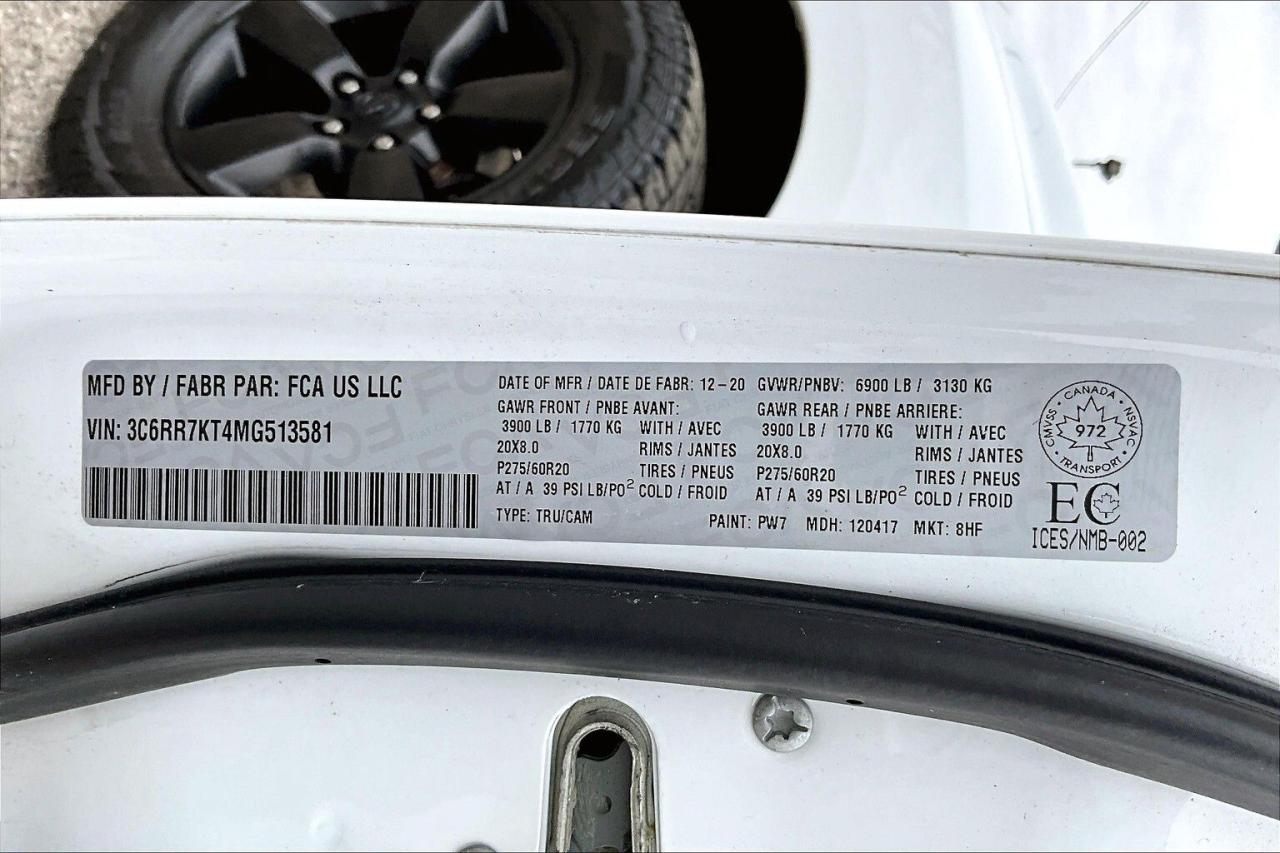 MFD BY / FABR PAR: FCA US LLC
VIN: 3C6RR7KT4MG513581
DATE OF MFR / DATE DE FABR: 12-20 GVWR/PNBV: 6900 LB / 3130 KG
GAWR FRONT / PNBE AVANT:
3900 LB / 1770 KG WITH / AVEC
20X8.0 RIMS / JANTES
P275/60R20 TIRES / PNEUS
AT / A 39 PSI LB/PO² COLD / FROID
GAWR REAR / PNBE ARRIERE:
3900 LB / 1770 KG WITH / AVEC
20X8.0 RIMS / JANTES
P275/60R20 TIRES / PNEUS
AT / A 39 PSI LB/PO² COLD / FROID
TYPE: TRU/CAM PAINT: PW7 MDH: 120417 MKT: 8HF
CANADA
CMVSS NSVAC
972
TRANSPORT
EC
ICES/NMB-002